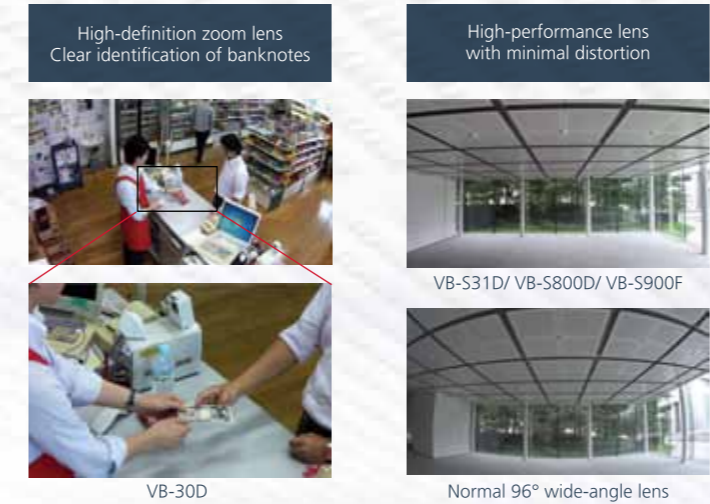 High-definition zoom lens
Clear identification of banknotes
VB-30D
High-performance lens
with minimal distortion
VB-S31D/ VB-S800D/ VB-S900F
Normal 96° wide-angle lens